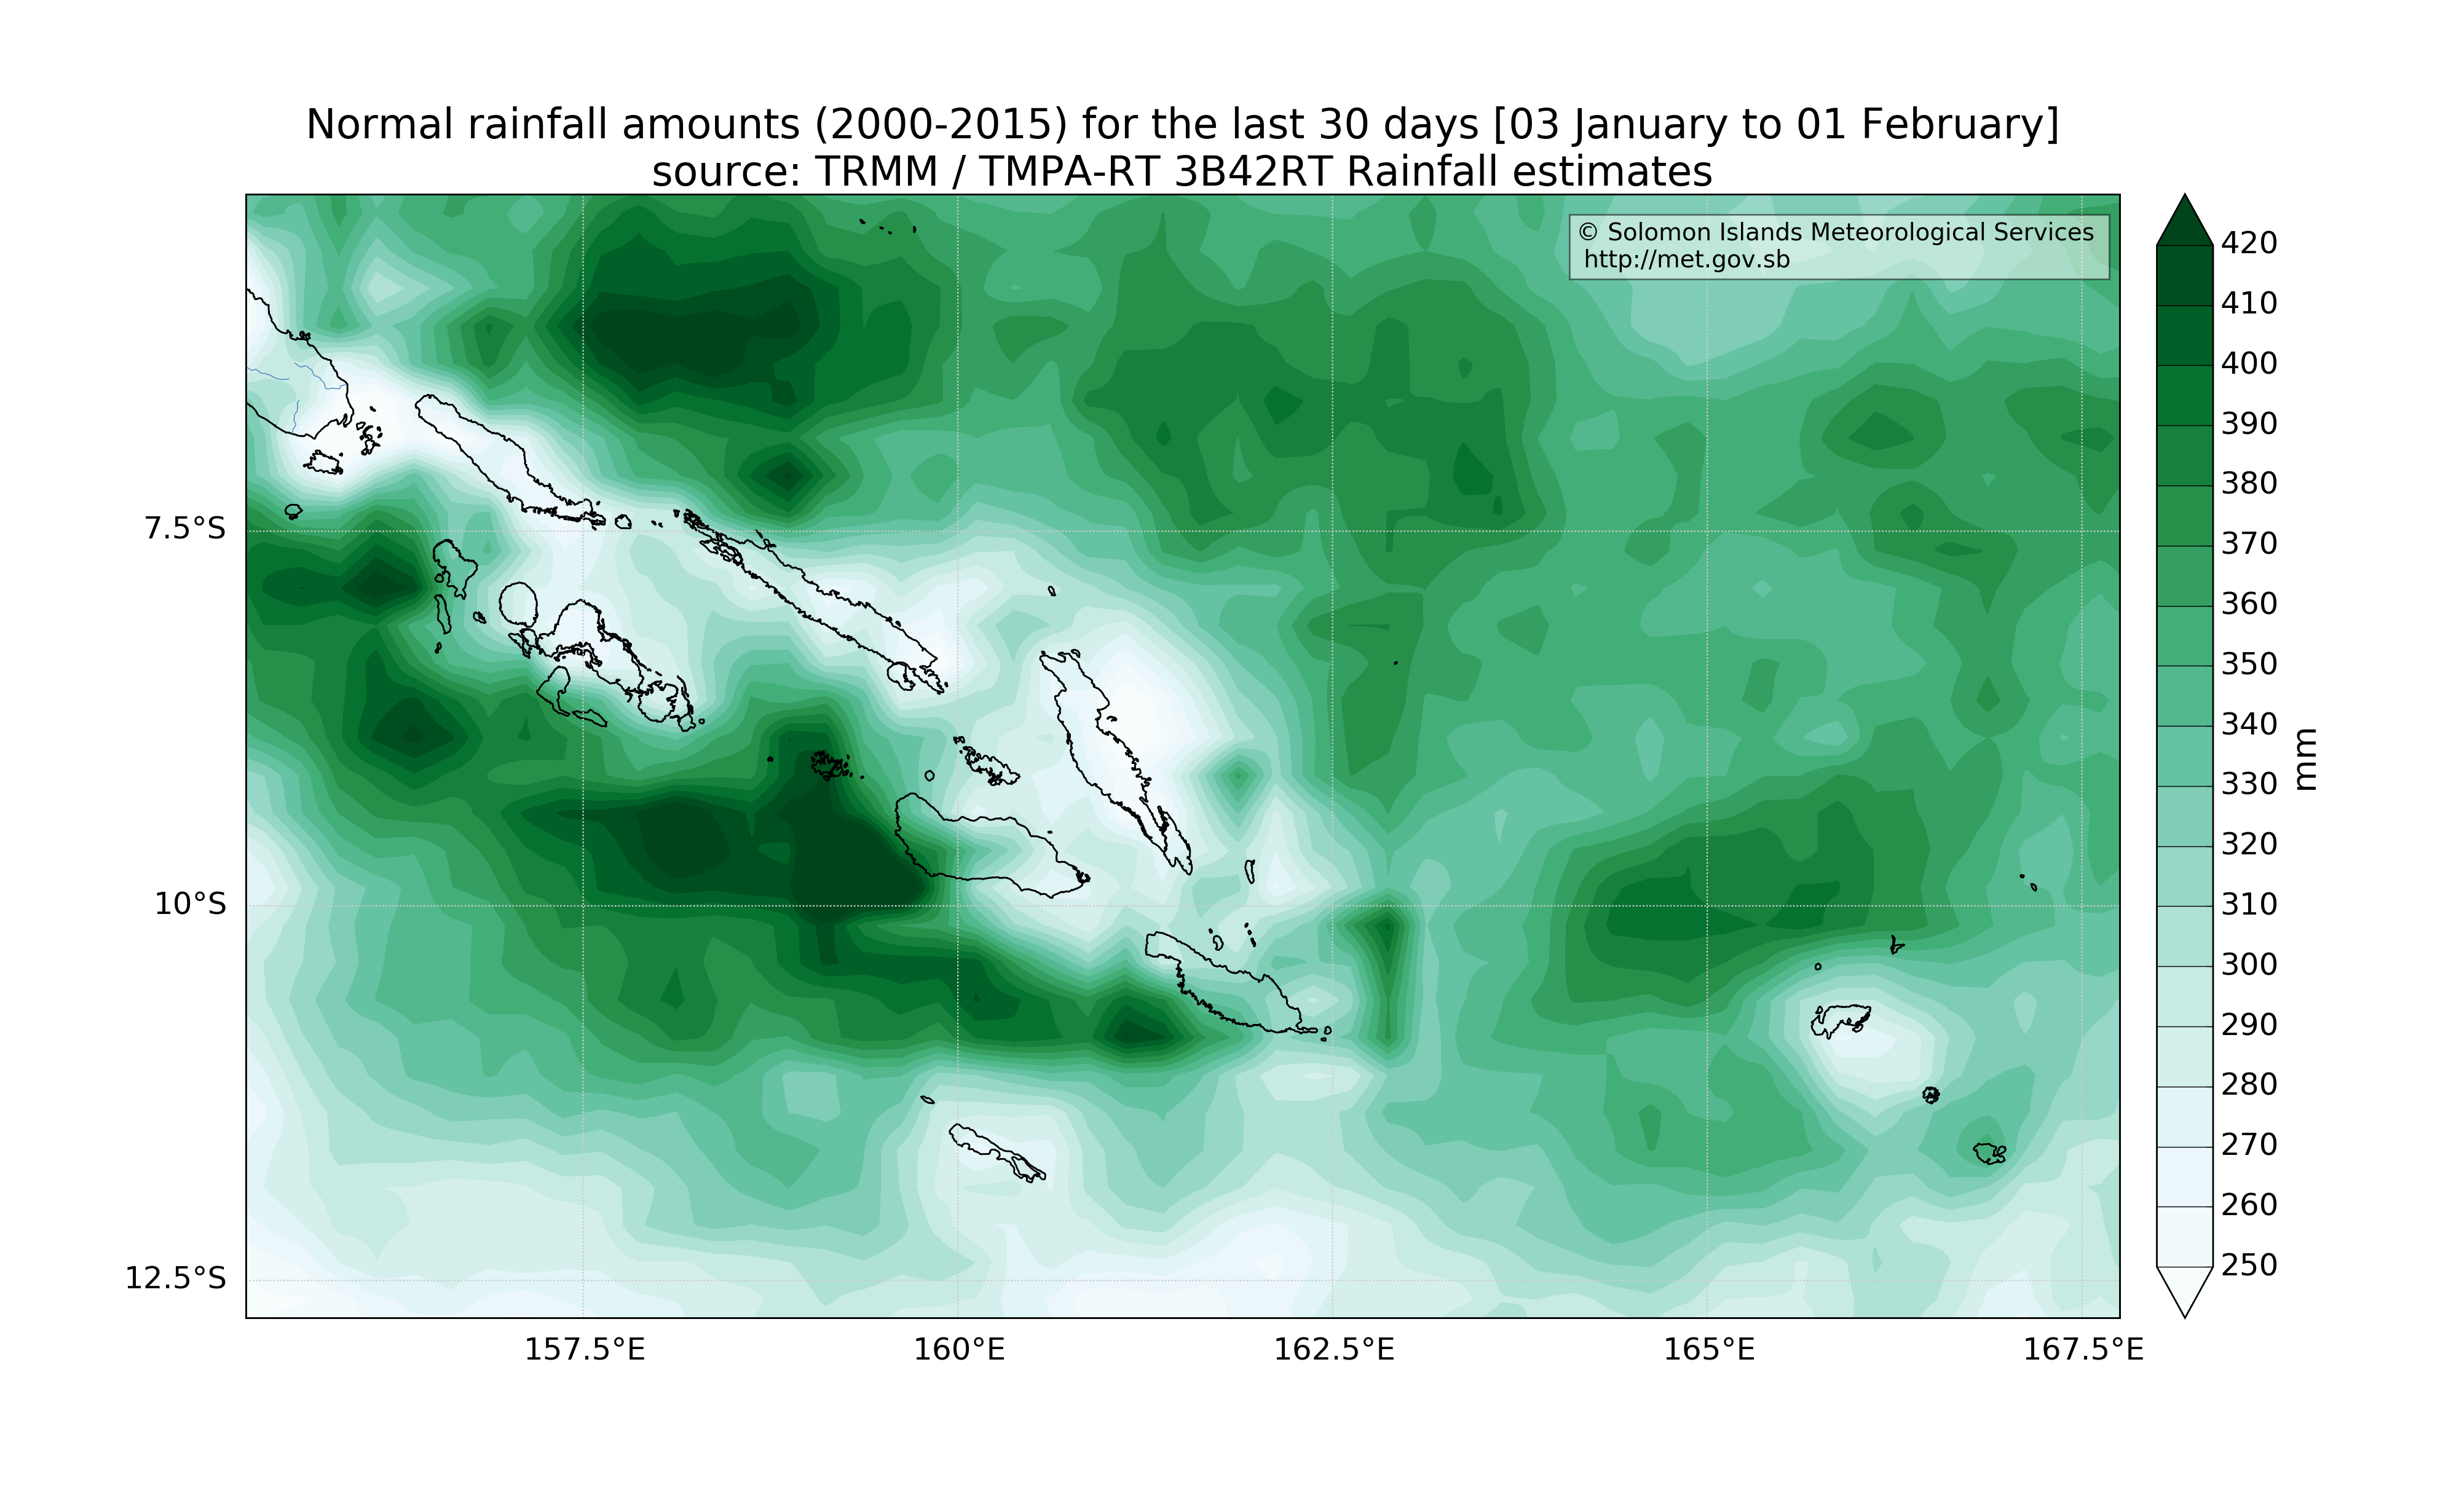 Normal rainfall amounts (2000-2015) for the last 30 days [03 January to 01 February]
source: TRMM / TMPA-RT 3B42RT Rainfall estimates
© Solomon Islands Meteorological Services
http://met.gov.sb
7.5°S
10°S
12.5°S
157.5°E
160°E
162.5°E
165°E
167.5°E
420
410
400
390
380
370
360
350
340
330
320
310
300
290
280
270
260
250
mm